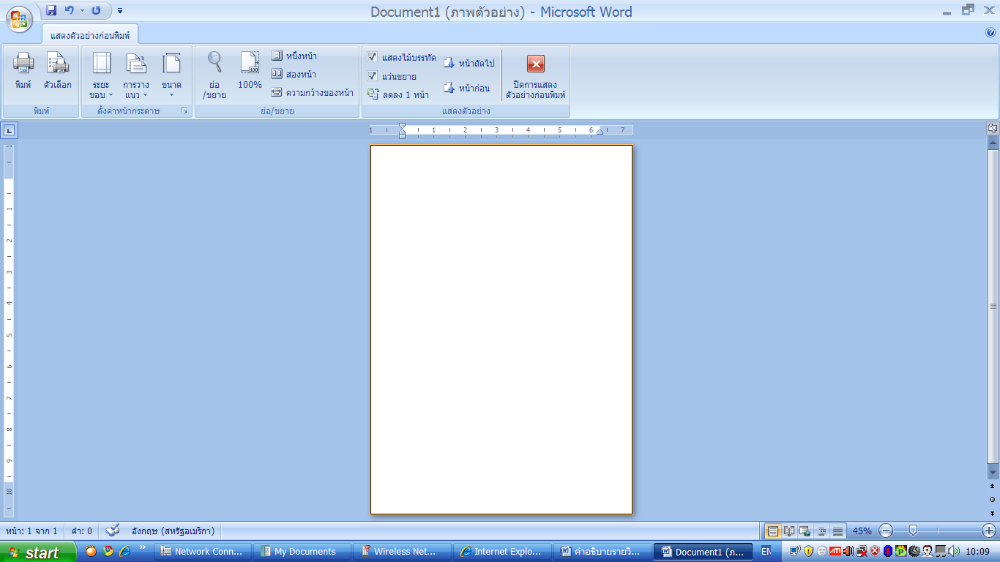 Document1 (ภาพตัวอย่าง) - Microsoft Word
แสดงตัวอย่างก่อนพิมพ์
พิมพ์
ตัวเลือก
พิมพ์
ระยะ
ขอบ
การวาง
แนว
ขนาด
ตั้งค่าหน้ากระดาษ
ย่อ
/ขยาย
100%
หนึ่งหน้า
สองหน้า
ความกว้างของหน้า
ย่อ/ขยาย
แสดงไม้บรรทัด
แว่นขยาย
ลดลง 1 หน้า
หน้าถัดไป
หน้าก่อน
ปิดการแสดง
ตัวอย่างก่อนพิมพ์
แสดงตัวอย่าง
1 1 2 3 4 5 6 7
1
1
2
3
4
5
6
7
8
9
10
หน้า: 1 จาก 1 คำ: 0 อังกฤษ (สหรัฐอเมริกา) 45%
start Network Conn... My Documents Wireless Net... Internet Explo... คำอธิบายรายวิ... Document1 (ภ... EN 10:09